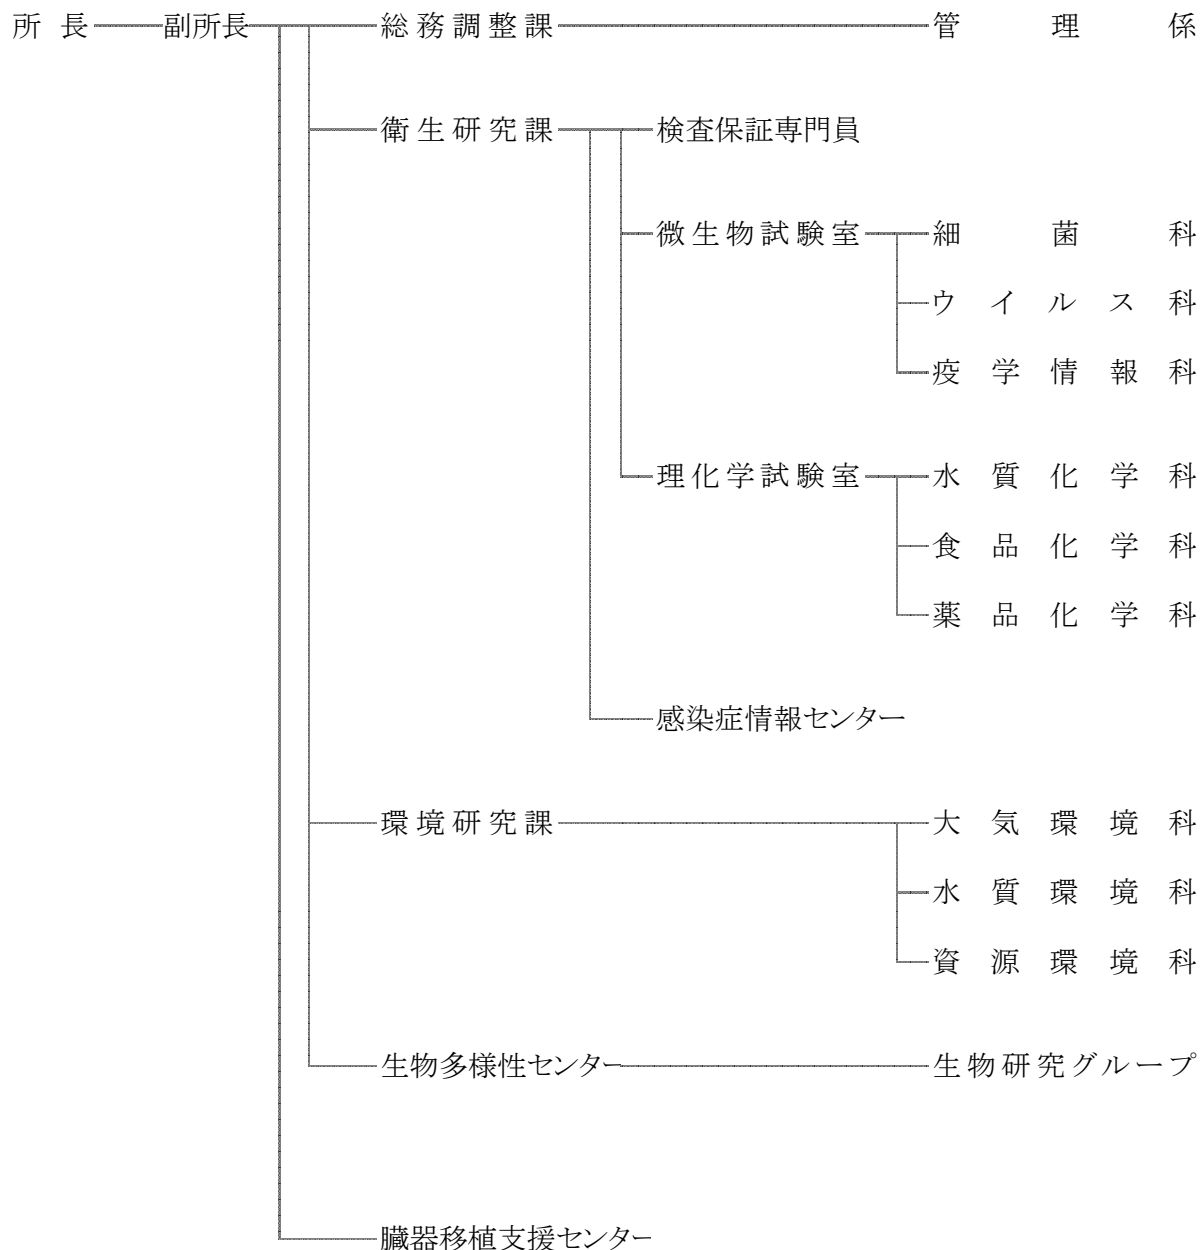 所長 副所長 総務調整課 管理係
衛生研究課 検査保証専門員
微生物試験室 細菌科
ウイルス科
疫学情報科
理化学試験室 水質化学科
食品化学科
薬品化学科
感染症情報センター
環境研究課 大気環境科
水質環境科
資源環境科
生物多様性センター 生物研究グループ
臓器移植支援センター